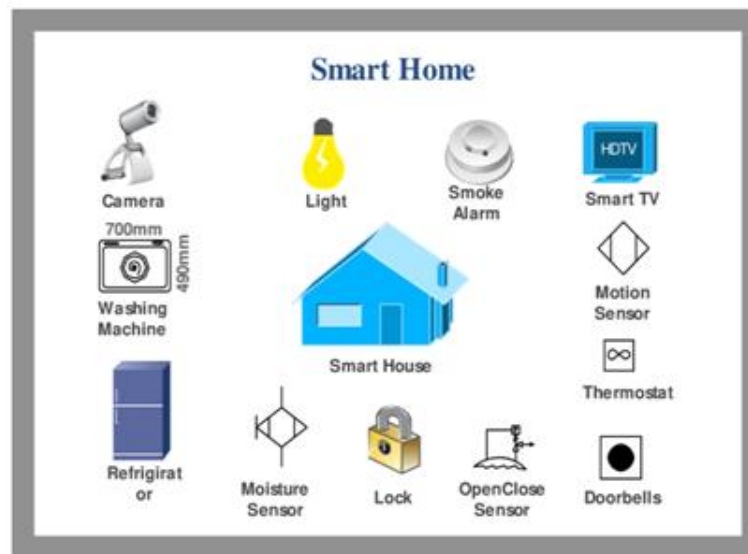 Smart Home
HDTV
Camera
Light
Smoke
Alarm
Smart TV
700mm
490mm
Washing
Machine
Motion
Sensor
Smart House
Thermostat
Refrigirat
or
Moisture
Sensor
Lock
OpenClose
Sensor
Doorbells